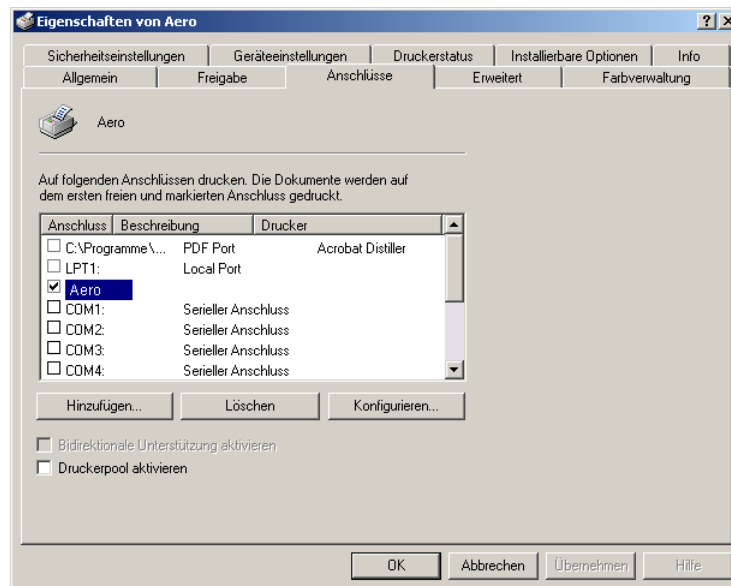 Eigenschaften von Aero
Sicherheitseinstellungen Geräteeinstellungen Druckerstatus Installierbare Optionen Info
Allgemein Freigabe Anschlüsse Erweitert Farbverwaltung
Aero
Auf folgenden Anschlüssen drucken. Die Dokumente werden auf
dem ersten freien und markierten Anschluss gedruckt.
Anschluss Beschreibung Drucker
C:\Programme\... PDF Port Acrobat Distiller
LPT1: Local Port
Aero
COM1: Serieller Anschluss
COM2: Serieller Anschluss
COM3: Serieller Anschluss
COM4: Serieller Anschluss
Hinzufügen... Löschen Konfigurieren...
Bidirektionale Unterstützung aktivieren
Druckerpool aktivieren
OK Abbrechen Übernehmen Hilfe